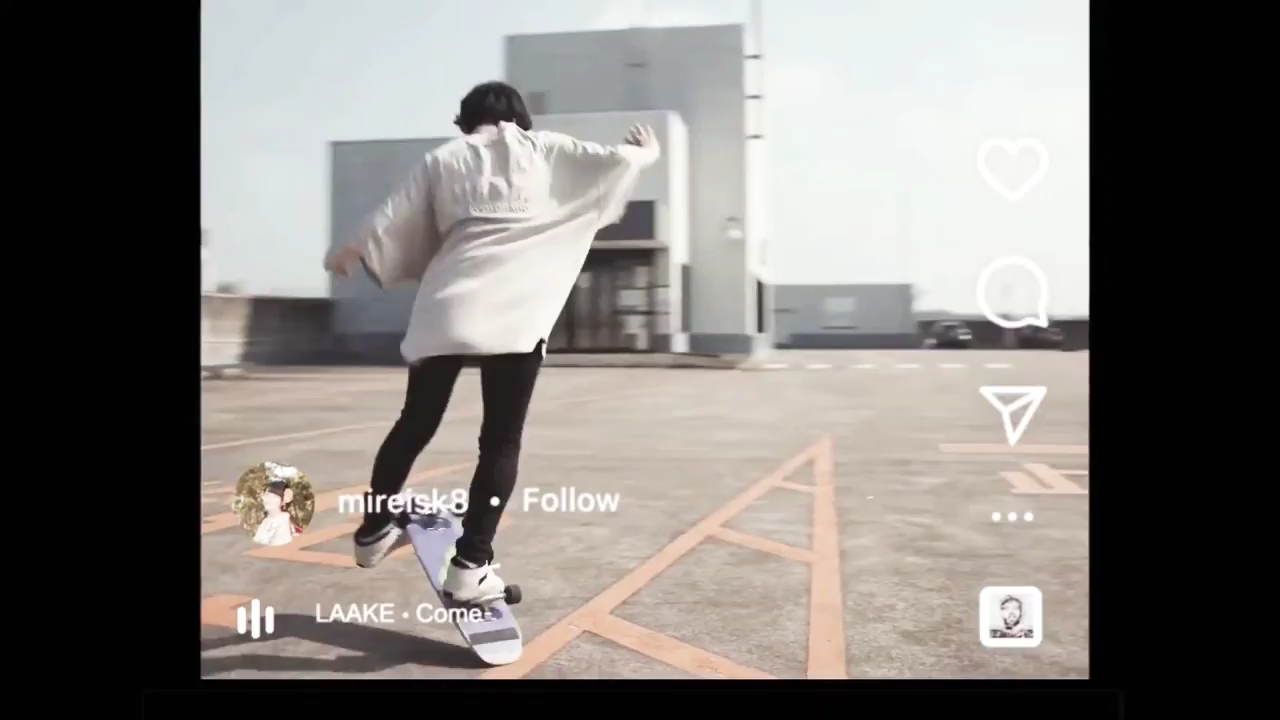 mireisk8 • Follow
LAAKE • Come-